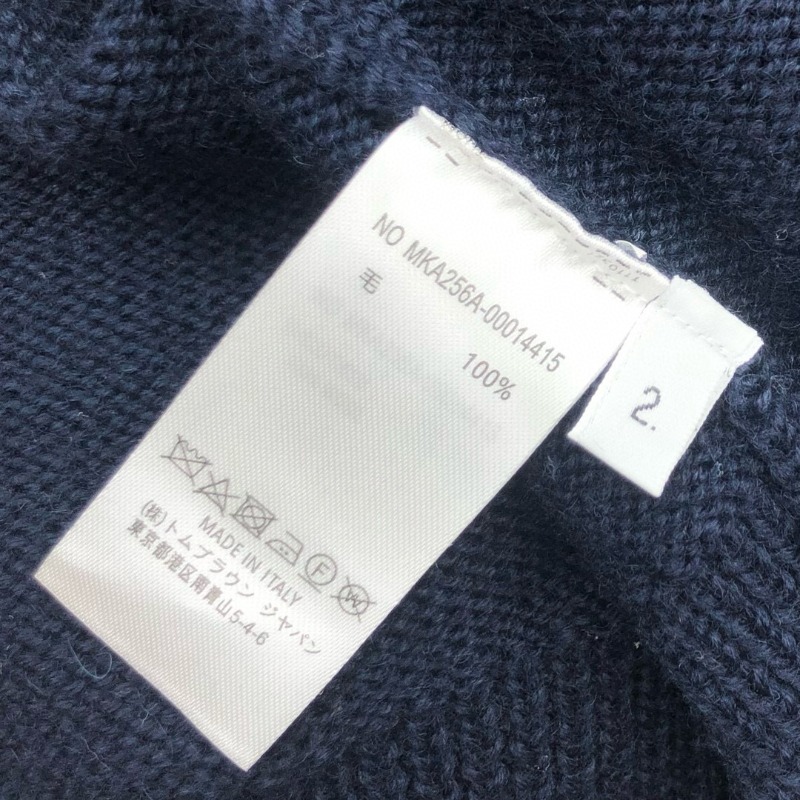 NO MKA256A-00014415
毛 100%
MADE IN ITALY
(株)トムブラウン ジャパン
東京都港区南青山5-4-6
2.